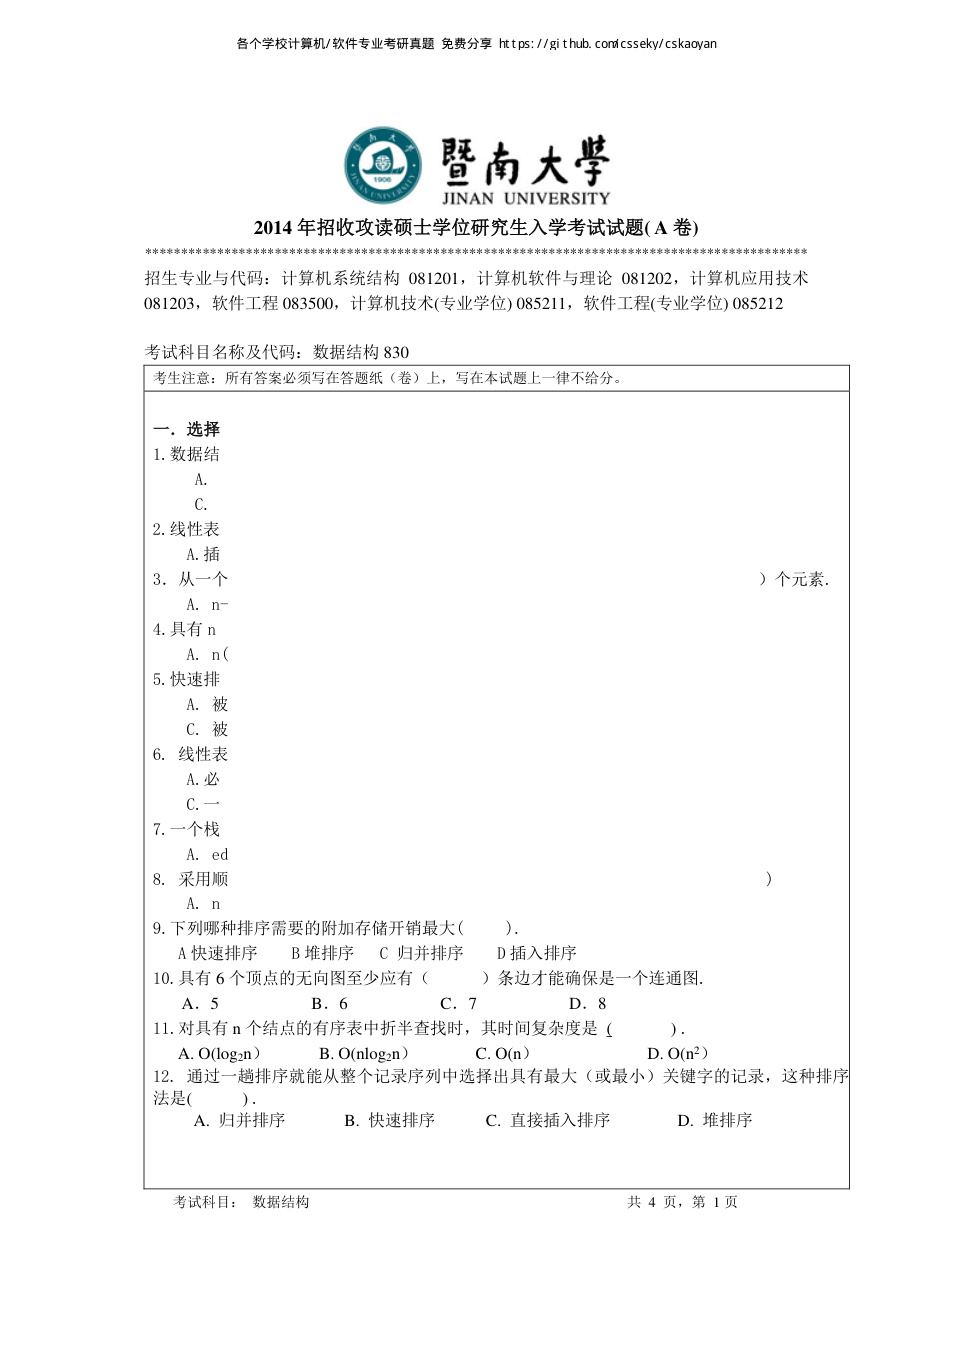 各个学校计算机/软件专业考研真题 免费分享 https://github.com/csseky/cskaoyan
暨南大学
1906
JINAN UNIVERSITY
暨南大学
JINAN UNIVERSITY
2014 年招收攻读硕士学位研究生入学考试试题( A 卷)
********************************************************************************************
招生专业与代码：计算机系统结构 081201，计算机软件与理论 081202，计算机应用技术
081203，软件工程 083500，计算机技术(专业学位) 085211，软件工程(专业学位) 085212
考试科目名称及代码：数据结构 830
考生注意：所有答案必须写在答题纸（卷）上，写在本试题上一律不给分。
一．选择
1.数据结
A.
C.
2.线性表
A.插
3. 从一个 ）个元素.
A. n-
4.具有 n
A. n(
5.快速排
A. 被
C. 被
6. 线性表
A.必
C.一
7.一个栈
A. ed
8. 采用顺 )
A. n
9.下列哪种排序需要的附加存储开销最大( ).
A 快速排序 B 堆排序 C 归并排序 D 插入排序
10.具有 6 个顶点的无向图至少应有（ ）条边才能确保是一个连通图.
A．5 B．6 C．7 D．8
11.对具有 n 个结点的有序表中折半查找时，其时间复杂度是 ( ) .
A. O(log₂n） B. O(nlog₂n） C. O(n） D. O(n²）
12. 通过一趟排序就能从整个记录序列中选择出具有最大（或最小）关键字的记录，这种排序
法是( ) .
A. 归并排序 B. 快速排序 C. 直接插入排序 D. 堆排序
考试科目： 数据结构 共 4 页，第 1 页